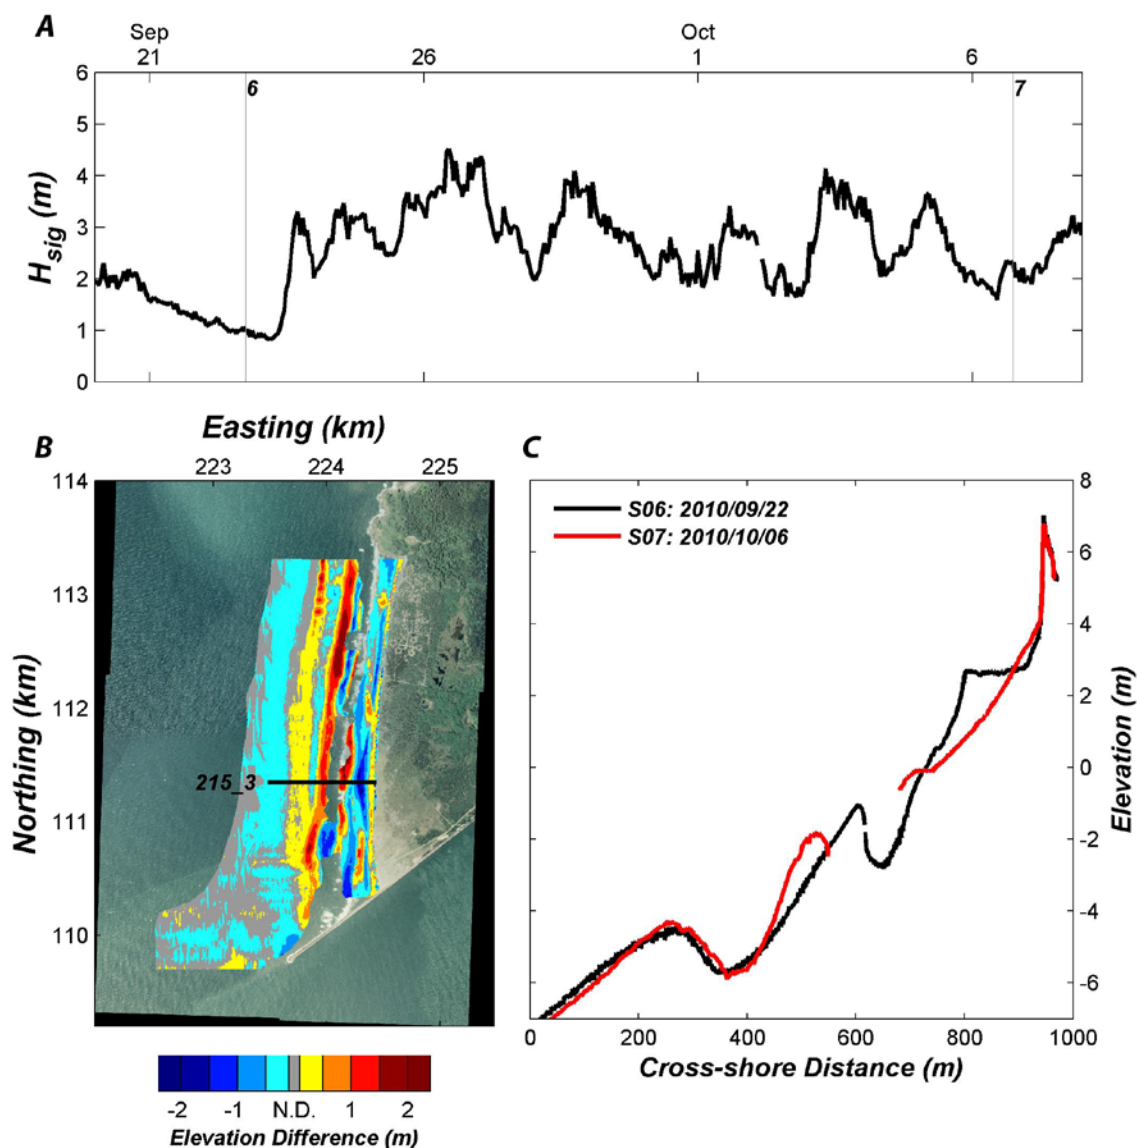 A
Sep
Oct
21
26
1
6
6
5
4
3
2
1
0
6
7
H_sig (m)
Easting (km)
B
C
223
224
225
114
113
112
111
110
Northing (km)
215_3
8
6
4
2
0
-2
-4
-6
Elevation (m)
S06: 2010/09/22
S07: 2010/10/06
0
200
400
600
800
1000
Cross-shore Distance (m)
-2
-1
N.D.
1
2
Elevation Difference (m)